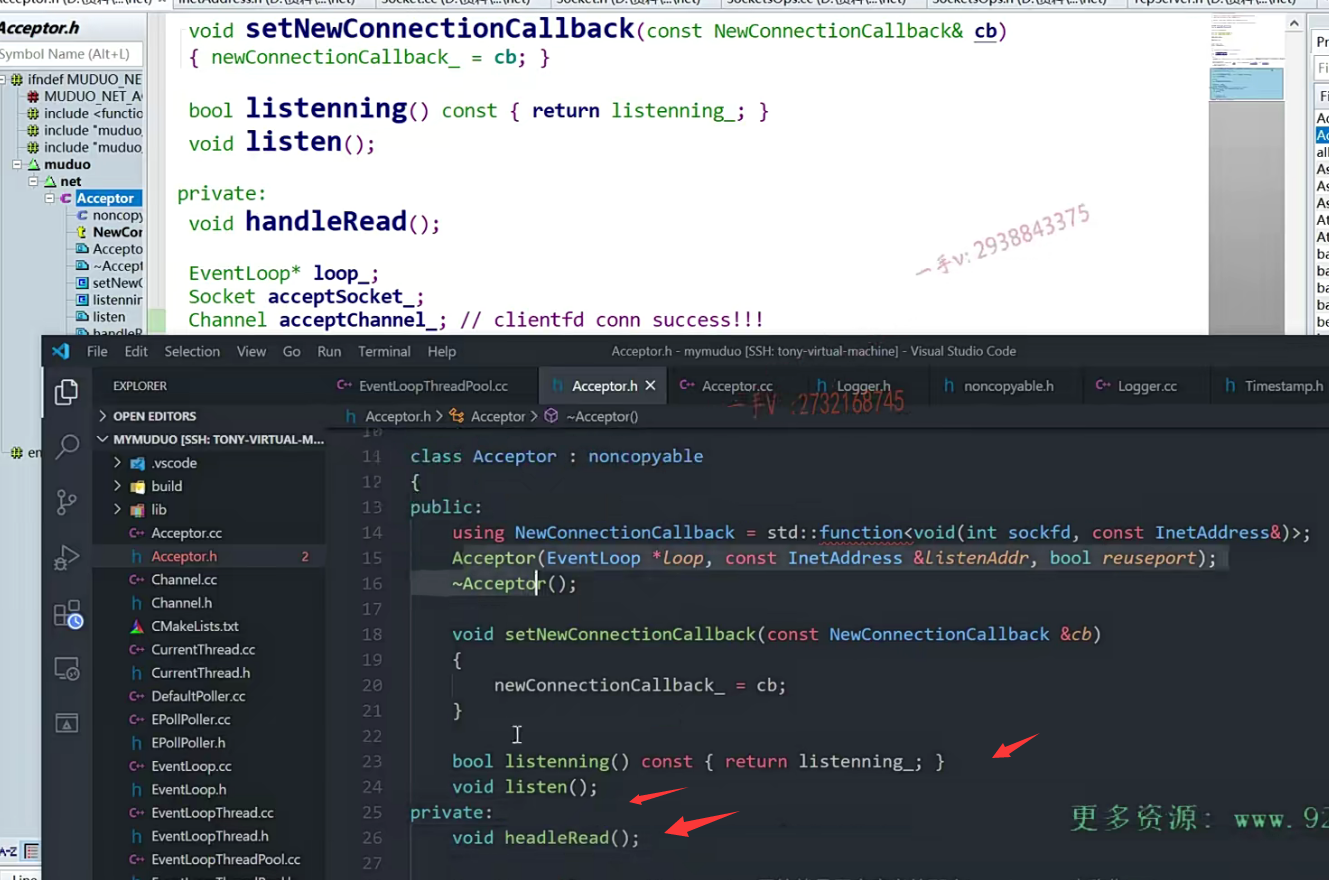 Acceptor.h
Symbol Name (Alt+L)
ifndef MUDUO_NE
MUDUO_NET_A
include <functio
include "muduo
include "muduo
muduo
net
Acceptor
noncopy
NewCor
Accepto
~Accept
setNewC
listennir
listen
handleR
void setNewConnectionCallback(const NewConnectionCallback& cb)
{ newConnectionCallback_ = cb; }
bool listenning() const { return listenning_; }
void listen();
private:
void handleRead();
EventLoop* loop_;
Socket acceptSocket_;
Channel acceptChannel_; // clientfd conn success!!!
一手v: 2938843375
File Edit Selection View Go Run Terminal Help
Acceptor.h - mymuduo [SSH: tony-virtual-machine] - Visual Studio Code
EXPLORER
EventLoopThreadPool.cc Acceptor.h Acceptor.cc Logger.h noncopyable.h Logger.cc Timestamp.h
一手V :2732168745
OPEN EDITORS
Acceptor.h > Acceptor > ~Acceptor()
MYMUDUO [SSH: TONY-VIRTUAL-M...
.vscode
build
lib
Acceptor.cc
Acceptor.h 2
Channel.cc
Channel.h
CMakeLists.txt
CurrentThread.cc
CurrentThread.h
DefaultPoller.cc
EPollPoller.cc
EPollPoller.h
EventLoop.cc
EventLoop.h
EventLoopThread.cc
EventLoopThread.h
EventLoopThreadPool.cc
10
11 class Acceptor : noncopyable
12 {
13 public:
14 using NewConnectionCallback = std::function<void(int sockfd, const InetAddress&)>;
15 Acceptor(EventLoop *loop, const InetAddress &listenAddr, bool reuseport);
16 ~Acceptor();
17
18 void setNewConnectionCallback(const NewConnectionCallback &cb)
19 {
20 newConnectionCallback_ = cb;
21 }
22
23 bool listenning() const { return listenning_; }
24 void listen();
25 private:
26 void headleRead();
27
更多资源: www.92